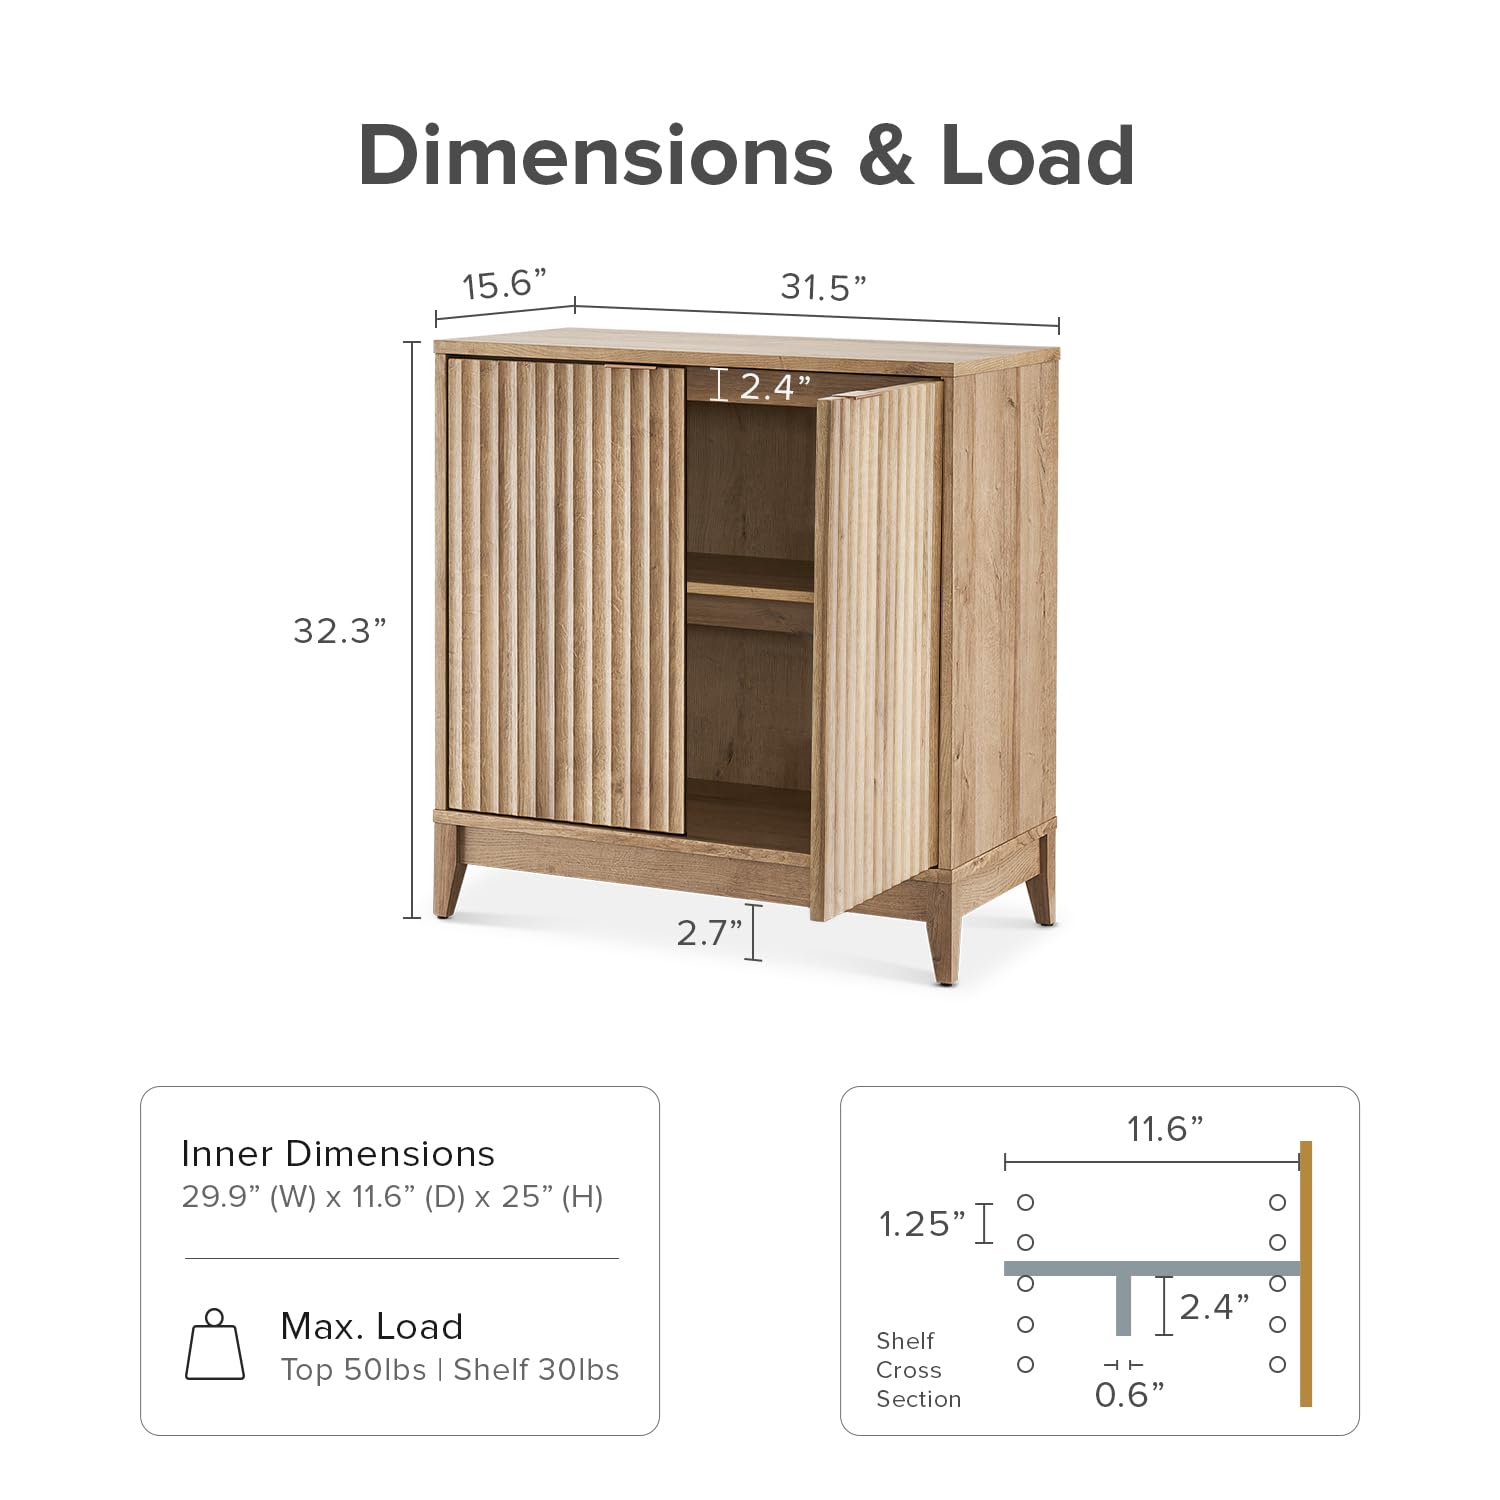 Dimensions & Load
15.6”
31.5”
2.4”
32.3”
2.7”
Inner Dimensions
29.9” (W) x 11.6” (D) x 25” (H)
Max. Load
Top 50lbs | Shelf 30lbs
11.6”
1.25”
2.4”
Shelf
Cross
Section
0.6”